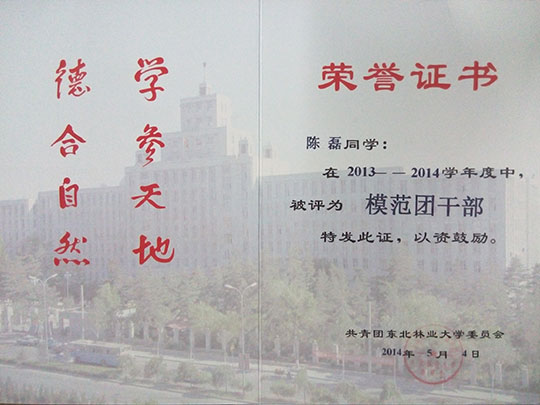 学参天地
德合自然
荣誉证书
陈磊同学：
在 2013——2014学年度中，
被评为 模范团干部
特发此证，以资鼓励。
共青团东北林业大学委员会
2014年 5月 4日